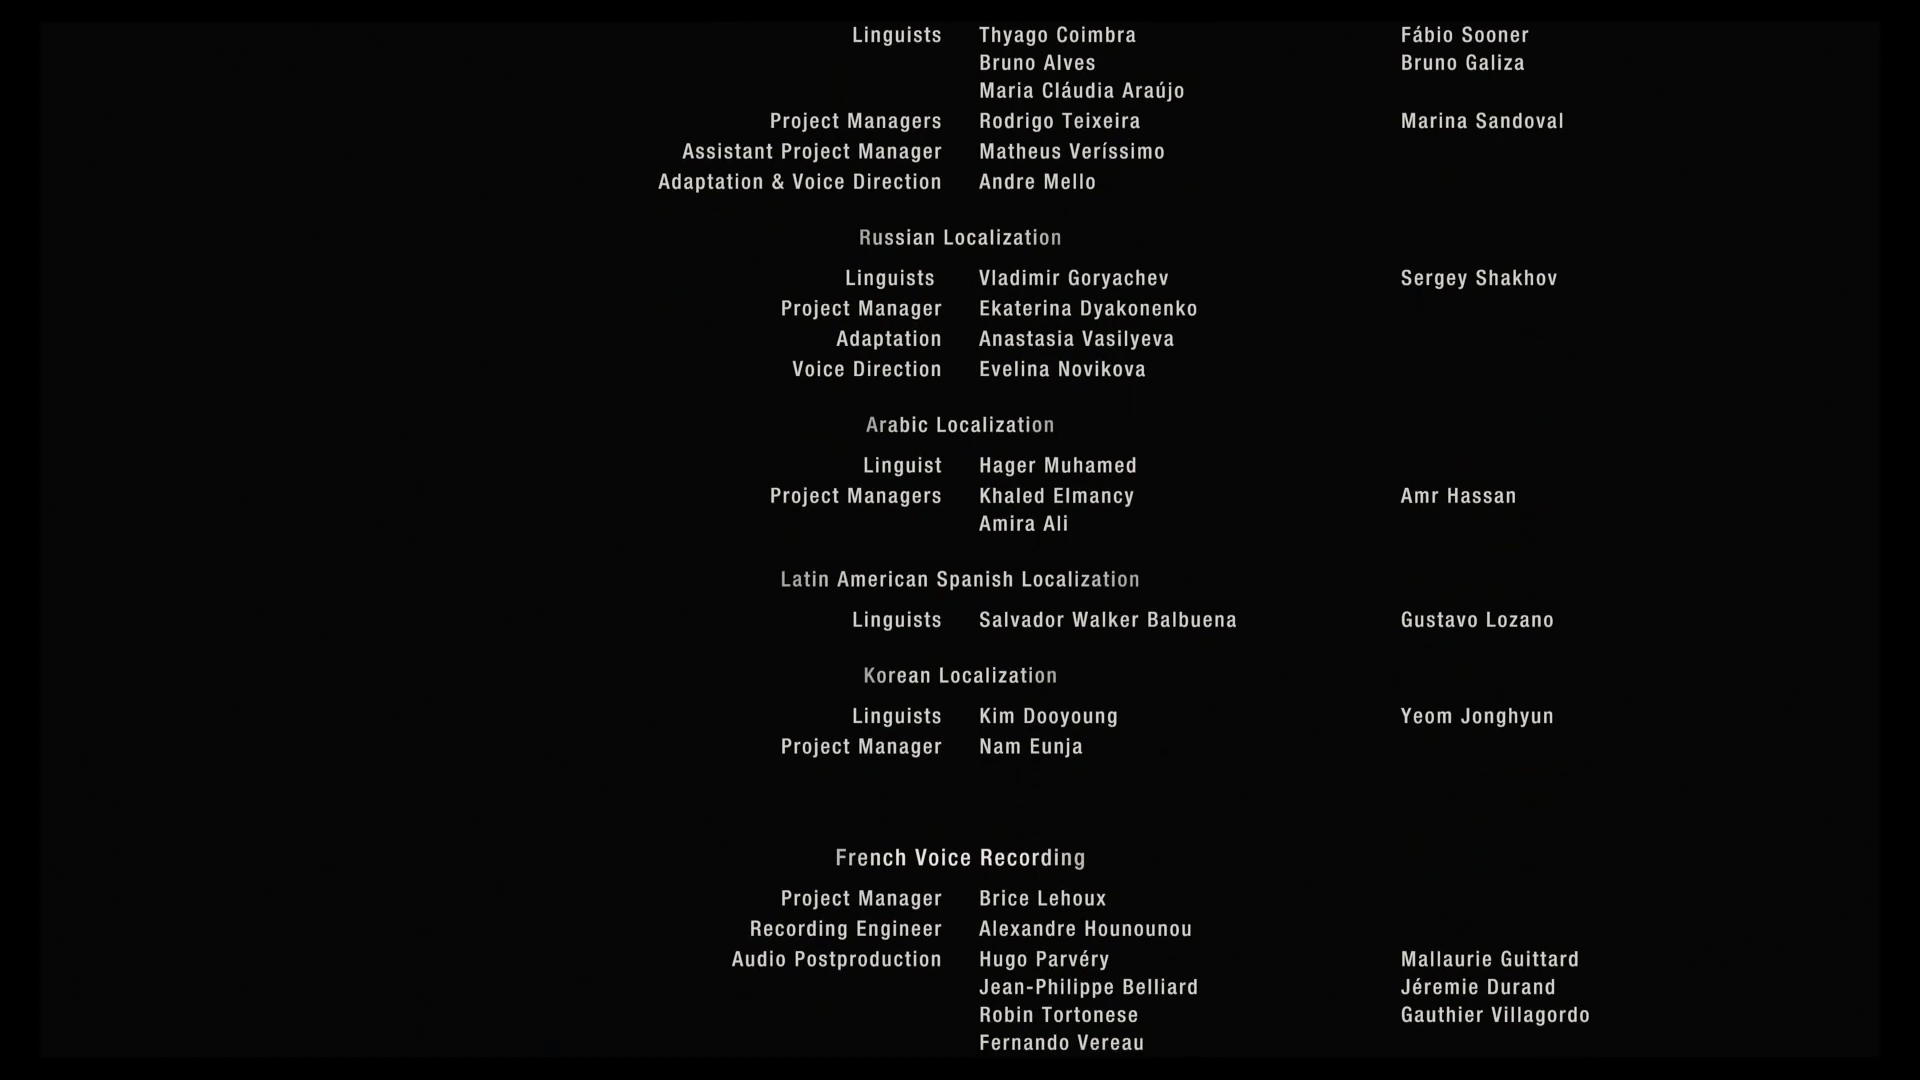 Linguists Thyago Coimbra Fábio Sooner
Bruno Alves Bruno Galiza
Maria Cláudia Araújo
Project Managers Rodrigo Teixeira Marina Sandoval
Assistant Project Manager Matheus Veríssimo
Adaptation & Voice Direction Andre Mello
Russian Localization
Linguists Vladimir Goryachev Sergey Shakhov
Project Manager Ekaterina Dyakonenko
Adaptation Anastasia Vasilyeva
Voice Direction Evelina Novikova
Arabic Localization
Linguist Hager Muhamed
Project Managers Khaled Elmancy Amr Hassan
Amira Ali
Latin American Spanish Localization
Linguists Salvador Walker Balbuena Gustavo Lozano
Korean Localization
Linguists Kim Dooyoung Yeom Jonghyun
Project Manager Nam Eunja
French Voice Recording
Project Manager Brice Lehoux
Recording Engineer Alexandre Hounounou
Audio Postproduction Hugo Parvéry Mallaurie Guittard
Jean-Philippe Belliard Jéremie Durand
Robin Tortonese Gauthier Villagordo
Fernando Vereau